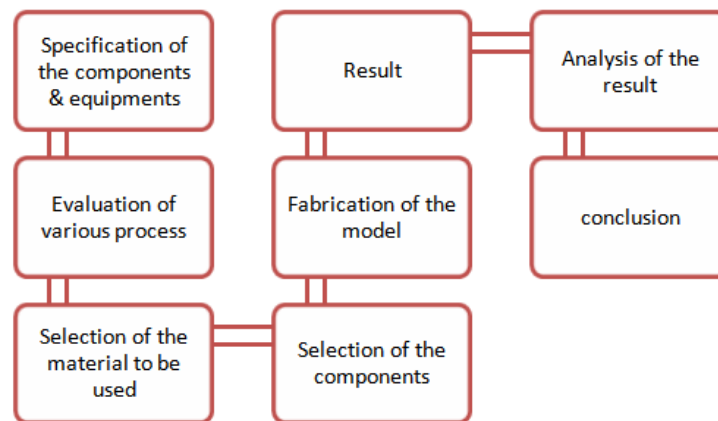 Specification of
the components
& equipments
Evaluation of
various process
Selection of the
material to be
used
Selection of the
components
Fabrication of the
model
Result
Analysis of the
result
conclusion